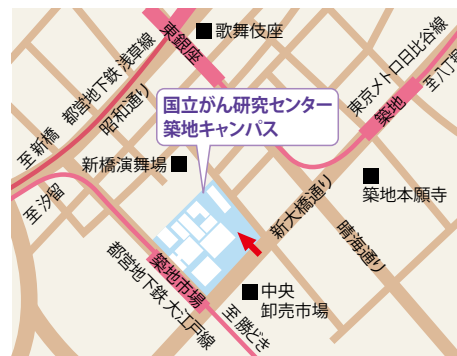 歌舞伎座
東銀座
都営地下鉄 浅草線
昭和通り
至新橋
国立がん研究センター
築地キャンパス
東京メトロ日比谷線
至八丁堀
築地
新橋演舞場
築地本願寺
至汐留
新大橋通り
晴海通り
築地市場
都営地下鉄 大江戸線
中央
卸売市場
至勝どき